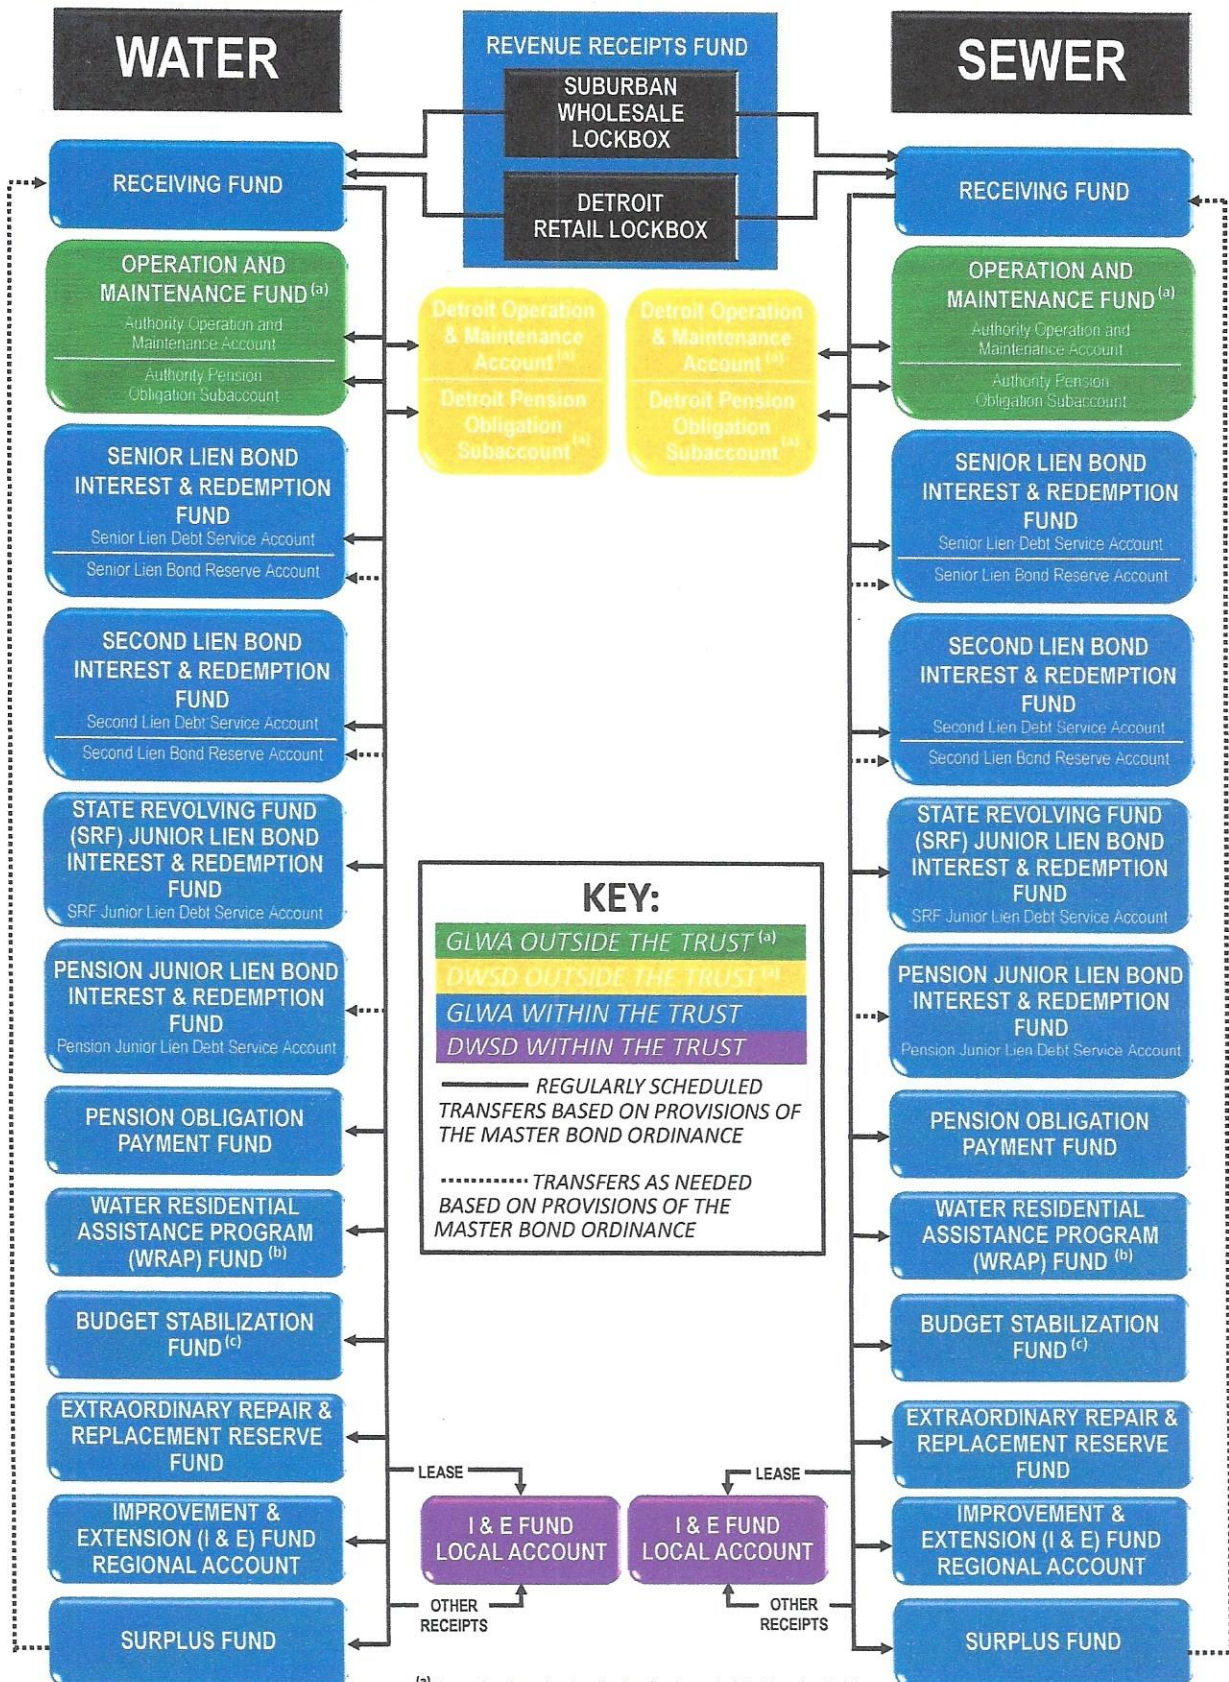 WATER
REVENUE RECEIPTS FUND
SUBURBAN
WHOLESALE
LOCKBOX
DETROIT
RETAIL LOCKBOX
SEWER
RECEIVING FUND
OPERATION AND
MAINTENANCE FUND (a)
Authority Operation and
Maintenance Account
Authority Pension
Obligation Subaccount
SENIOR LIEN BOND
INTEREST & REDEMPTION
FUND
Senior Lien Debt Service Account
Senior Lien Bond Reserve Account
SECOND LIEN BOND
INTEREST & REDEMPTION
FUND
Second Lien Debt Service Account
Second Lien Bond Reserve Account
STATE REVOLVING FUND
(SRF) JUNIOR LIEN BOND
INTEREST & REDEMPTION
FUND
SRF Junior Lien Debt Service Account
PENSION JUNIOR LIEN BOND
INTEREST & REDEMPTION
FUND
Pension Junior Lien Debt Service Account
PENSION OBLIGATION
PAYMENT FUND
WATER RESIDENTIAL
ASSISTANCE PROGRAM
(WRAP) FUND (b)
BUDGET STABILIZATION
FUND (c)
EXTRAORDINARY REPAIR &
REPLACEMENT RESERVE
FUND
IMPROVEMENT &
EXTENSION (I & E) FUND
REGIONAL ACCOUNT
SURPLUS FUND
Detroit Operation
& Maintenance
Account (a)
Detroit Pension
Obligation
Subaccount (a)
Detroit Operation
& Maintenance
Account (a)
Detroit Pension
Obligation
Subaccount (a)
KEY:
GLWA OUTSIDE THE TRUST (a)
DWSD OUTSIDE THE TRUST (a)
GLWA WITHIN THE TRUST
DWSD WITHIN THE TRUST
REGULARLY SCHEDULED
TRANSFERS BASED ON PROVISIONS OF
THE MASTER BOND ORDINANCE
TRANSFERS AS NEEDED
BASED ON PROVISIONS OF THE
MASTER BOND ORDINANCE
LEASE
I & E FUND
LOCAL ACCOUNT
OTHER
RECEIPTS
LEASE
I & E FUND
LOCAL ACCOUNT
OTHER
RECEIPTS
RECEIVING FUND
OPERATION AND
MAINTENANCE FUND (a)
Authority Operation and
Maintenance Account
Authority Pension
Obligation Subaccount
SENIOR LIEN BOND
INTEREST & REDEMPTION
FUND
Senior Lien Debt Service Account
Senior Lien Bond Reserve Account
SECOND LIEN BOND
INTEREST & REDEMPTION
FUND
Second Lien Debt Service Account
Second Lien Bond Reserve Account
STATE REVOLVING FUND
(SRF) JUNIOR LIEN BOND
INTEREST & REDEMPTION
FUND
SRF Junior Lien Debt Service Account
PENSION JUNIOR LIEN BOND
INTEREST & REDEMPTION
FUND
Pension Junior Lien Debt Service Account
PENSION OBLIGATION
PAYMENT FUND
WATER RESIDENTIAL
ASSISTANCE PROGRAM
(WRAP) FUND (b)
BUDGET STABILIZATION
FUND (c)
EXTRAORDINARY REPAIR &
REPLACEMENT RESERVE
FUND
IMPROVEMENT &
EXTENSION (I & E) FUND
REGIONAL ACCOUNT
SURPLUS FUND
(a)